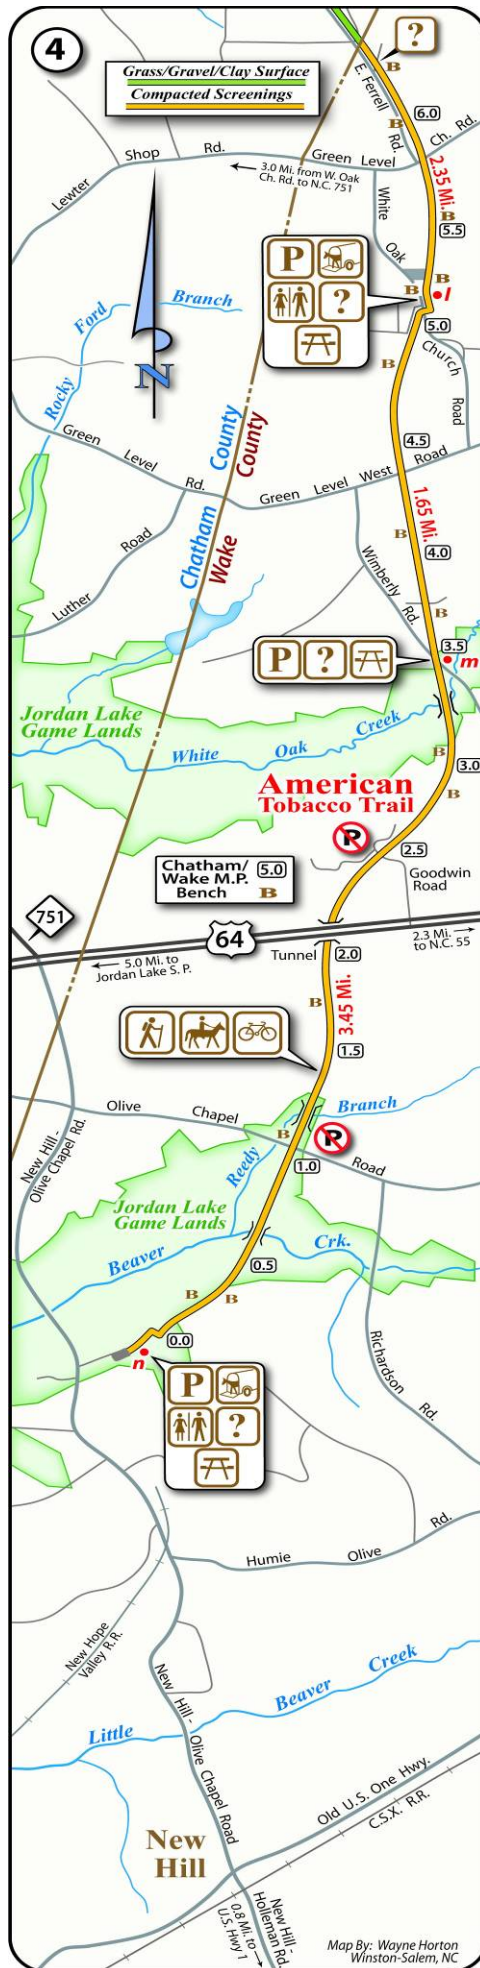 4
Grass/Gravel/Clay Surface
Compacted Screenings
?
B
E. Ferrell
Rd.
B
6.0
Ch. Rd.
Lewter
Shop
Rd.
Green Level
3.0 Mi. from W. Oak
Ch. Rd. to N.C. 751
2.35 Mi.
White
Oak
B
5.5
P
?
B
B
l
5.0
Church
Road
B
N
Rocky
Ford
Branch
Chatham County
Wake County
4.5
Green
Level
Rd.
Green Level West Road
1.65 Mi.
B
4.0
Luther
Road
Wimberly
Rd.
B
P ?
3.5
m
Jordan Lake
Game Lands
White Oak Creek
B
3.0
B
American
Tobacco Trail
P
2.5
Goodwin
Road
Chatham/
Wake M.P.
5.0
Bench
B
751
64
5.0 Mi. to
Jordan Lake S. P.
2.3 Mi.
to N.C. 55
Tunnel
2.0
B
3.45 Mi.
1.5
Olive Chapel Road
New Hill -
Olive Chapel Rd.
Reedy
Branch
B
P
1.0
Jordan Lake
Game Lands
Beaver
Crk.
0.5
B
B
0.0
n
P
?
Richardson
Rd.
Humie Olive Rd.
New Hope
Valley R.R.
New Hill -
Olive Chapel Road
Little Beaver Creek
Old U.S. One Hwy.
C.S.X. R.R.
New
Hill
0.8 Mi. to
U.S. Hwy 1
New Hill -
Holleman Rd.
Map By: Wayne Horton
Winston-Salem, NC